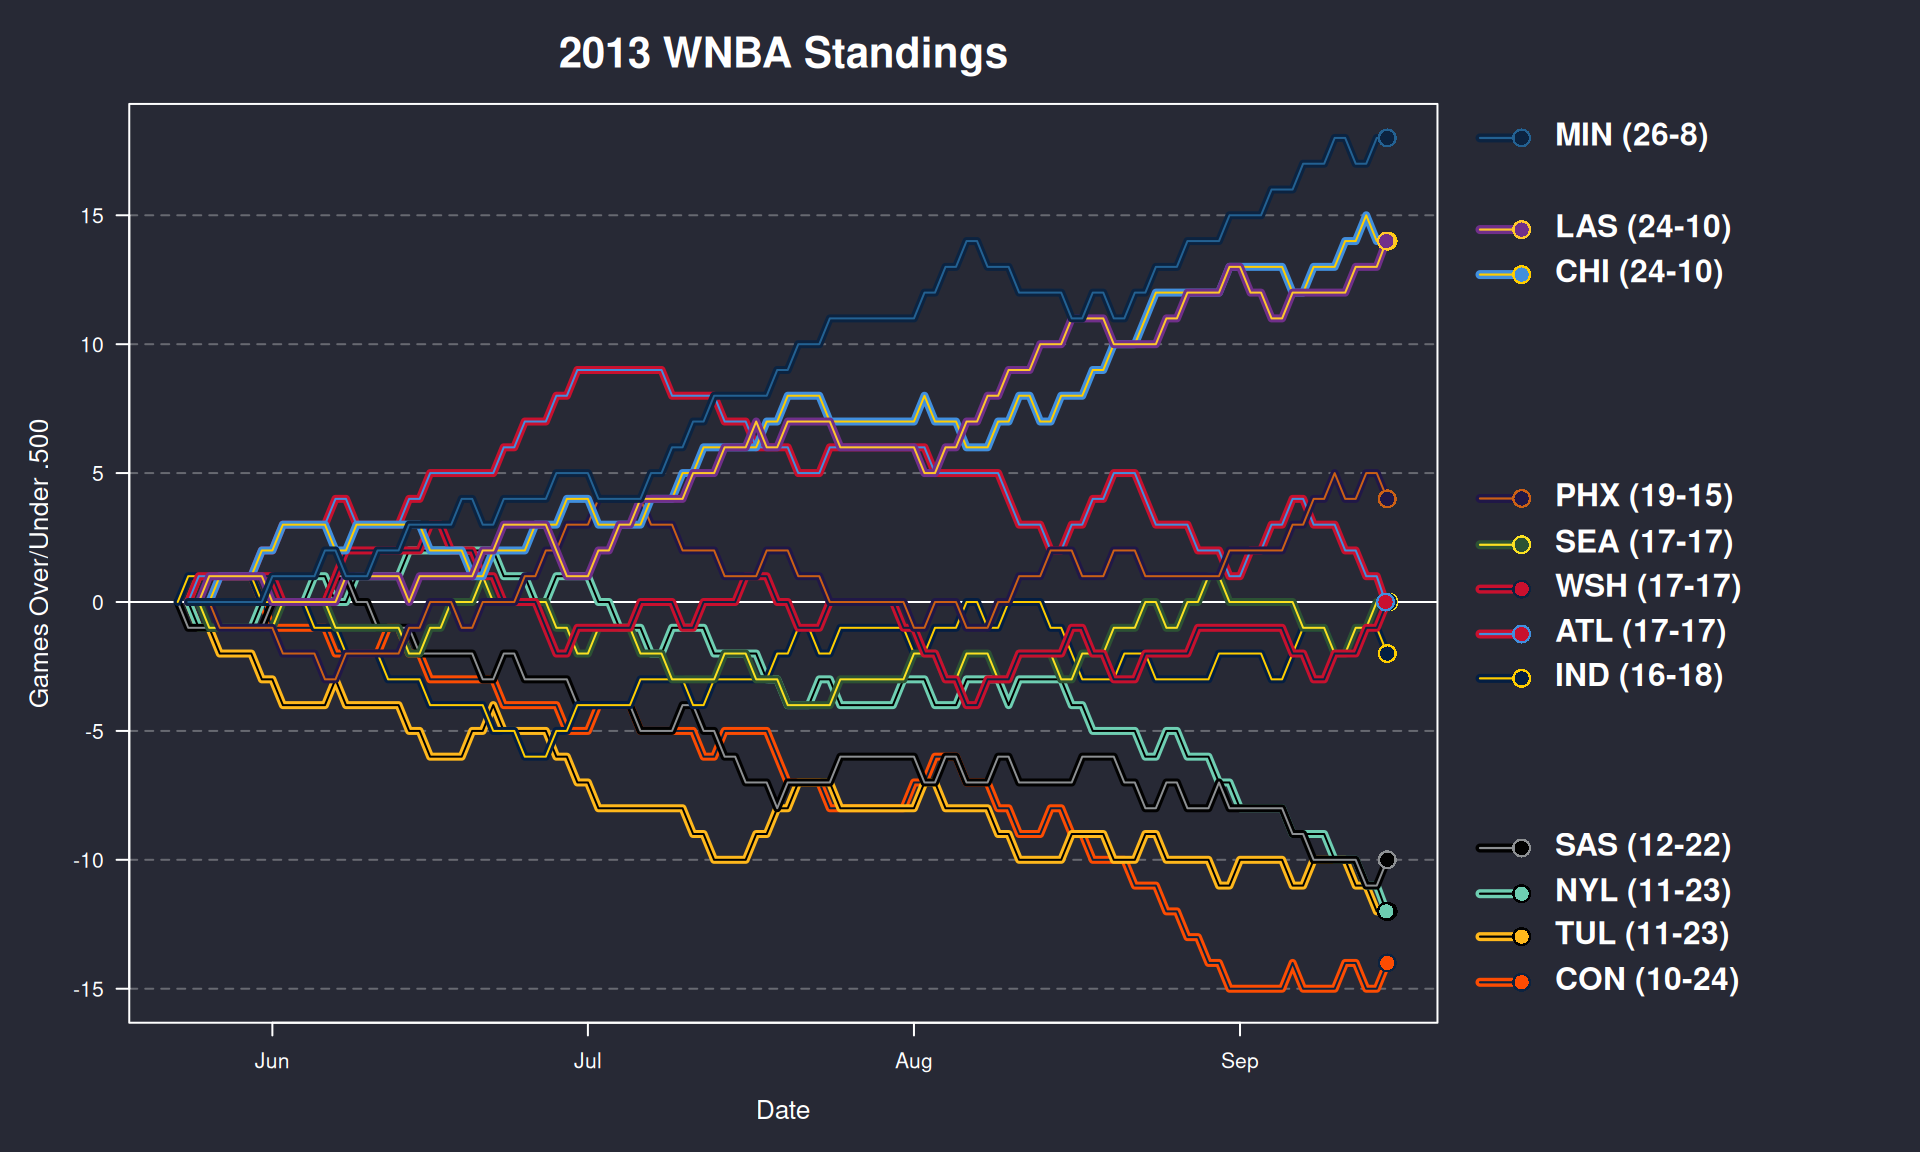 2013 WNBA Standings
Games Over/Under .500
15
10
5
0
-5
-10
-15
Jun
Jul
Aug
Sep
Date
MIN (26-8)
LAS (24-10)
CHI (24-10)
PHX (19-15)
SEA (17-17)
WSH (17-17)
ATL (17-17)
IND (16-18)
SAS (12-22)
NYL (11-23)
TUL (11-23)
CON (10-24)